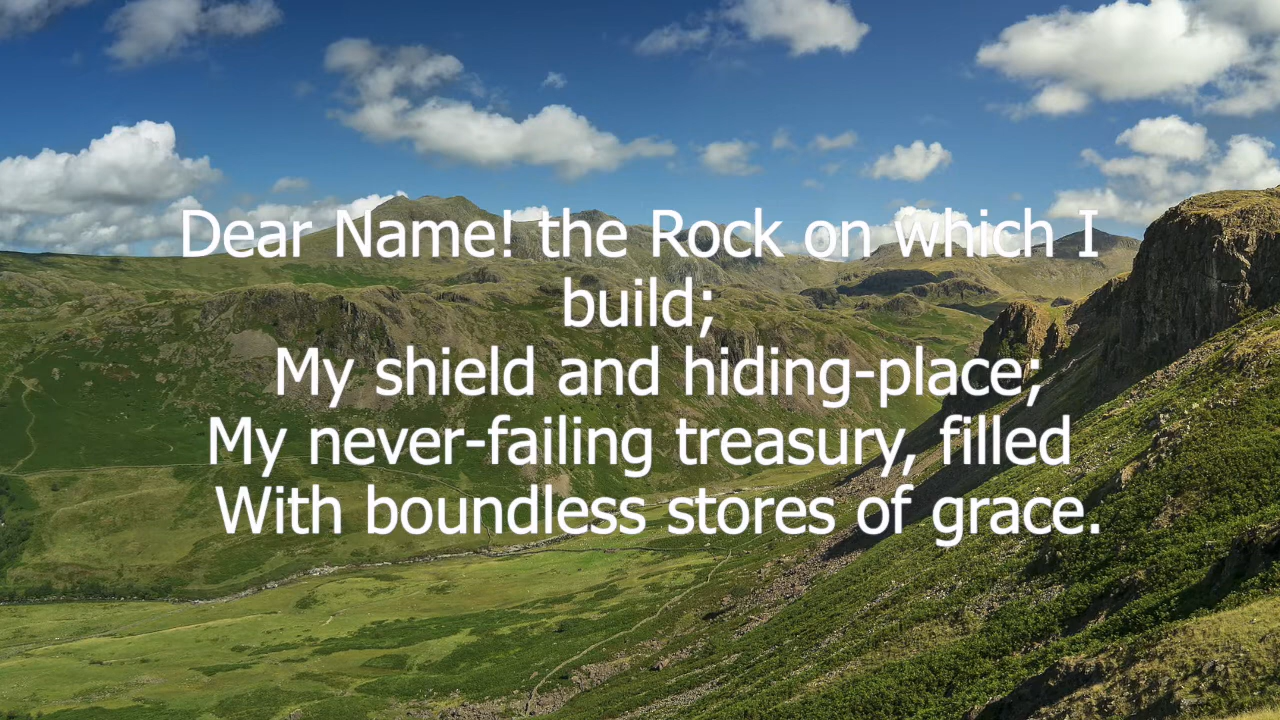 Dear Name! the Rock on which I
build;
My shield and hiding-place;
My never-failing treasury, filled
With boundless stores of grace.